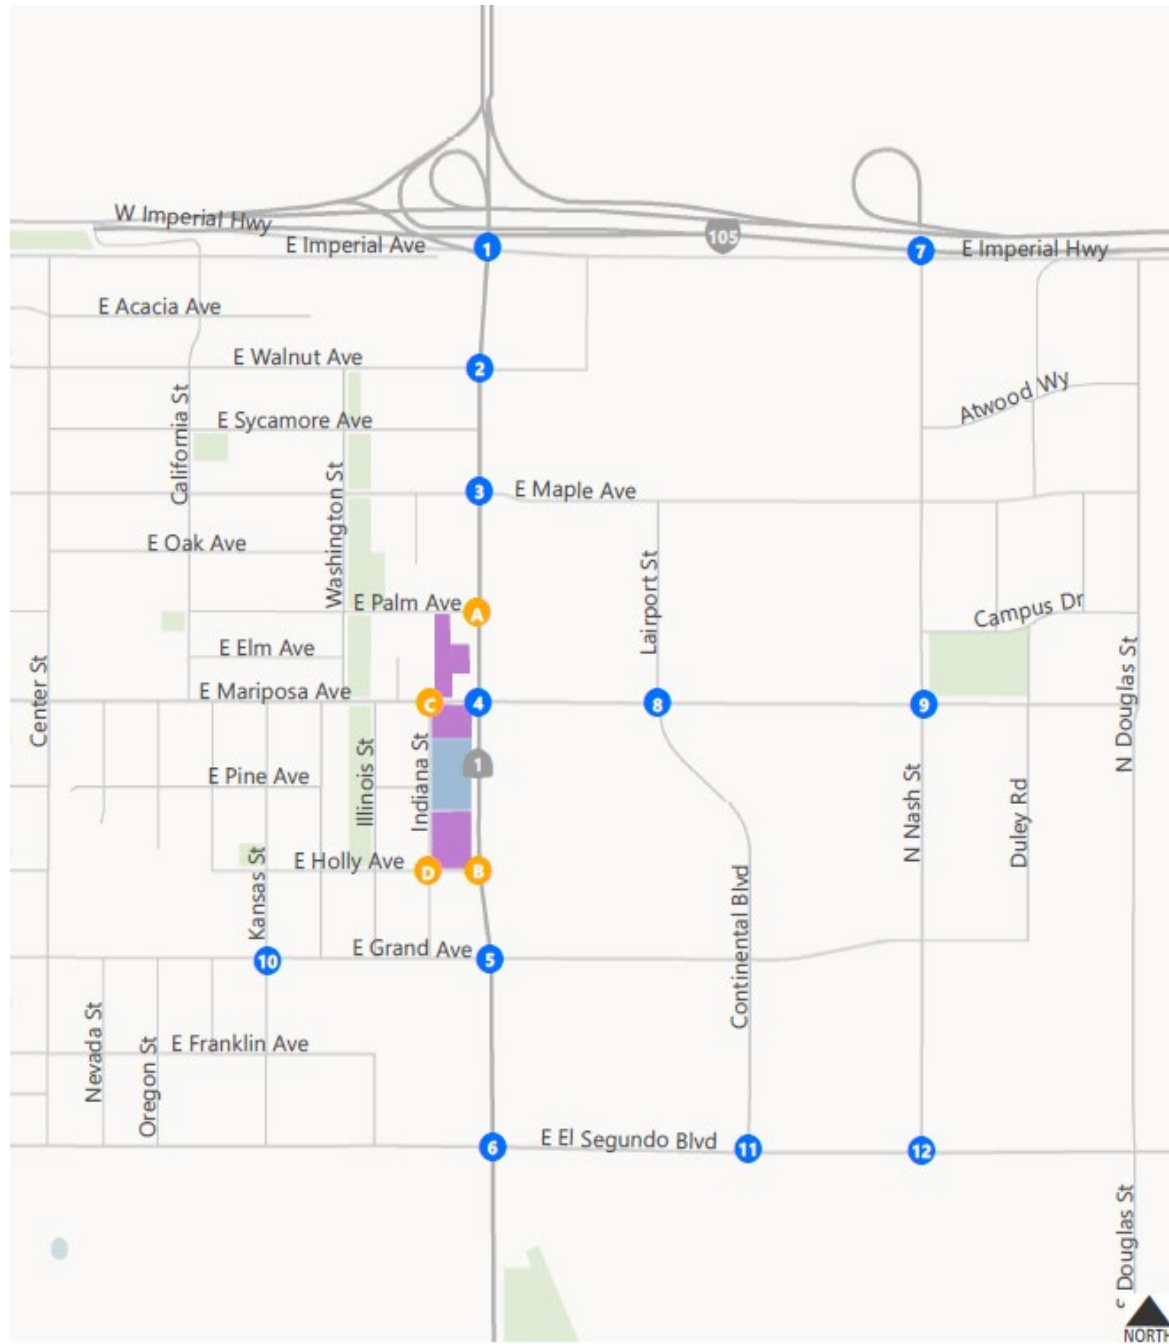 W Imperial Hwy
E Imperial Ave
1
105
7
E Imperial Hwy
E Acacia Ave
E Walnut Ave
2
Atwood Wy
California St
E Sycamore Ave
Washington St
3
E Maple Ave
E Oak Ave
Lairport St
E Palm Ave
A
Campus Dr
E Elm Ave
Center St
E Mariposa Ave
C
4
8
9
N Douglas St
Illinois St
Indiana St
1
E Pine Ave
N Nash St
Duley Rd
Kansas St
E Holly Ave
D
B
Continental Blvd
10
E Grand Ave
5
Nevada St
Oregon St
E Franklin Ave
6
E El Segundo Blvd
11
12
Douglas St
NORTH